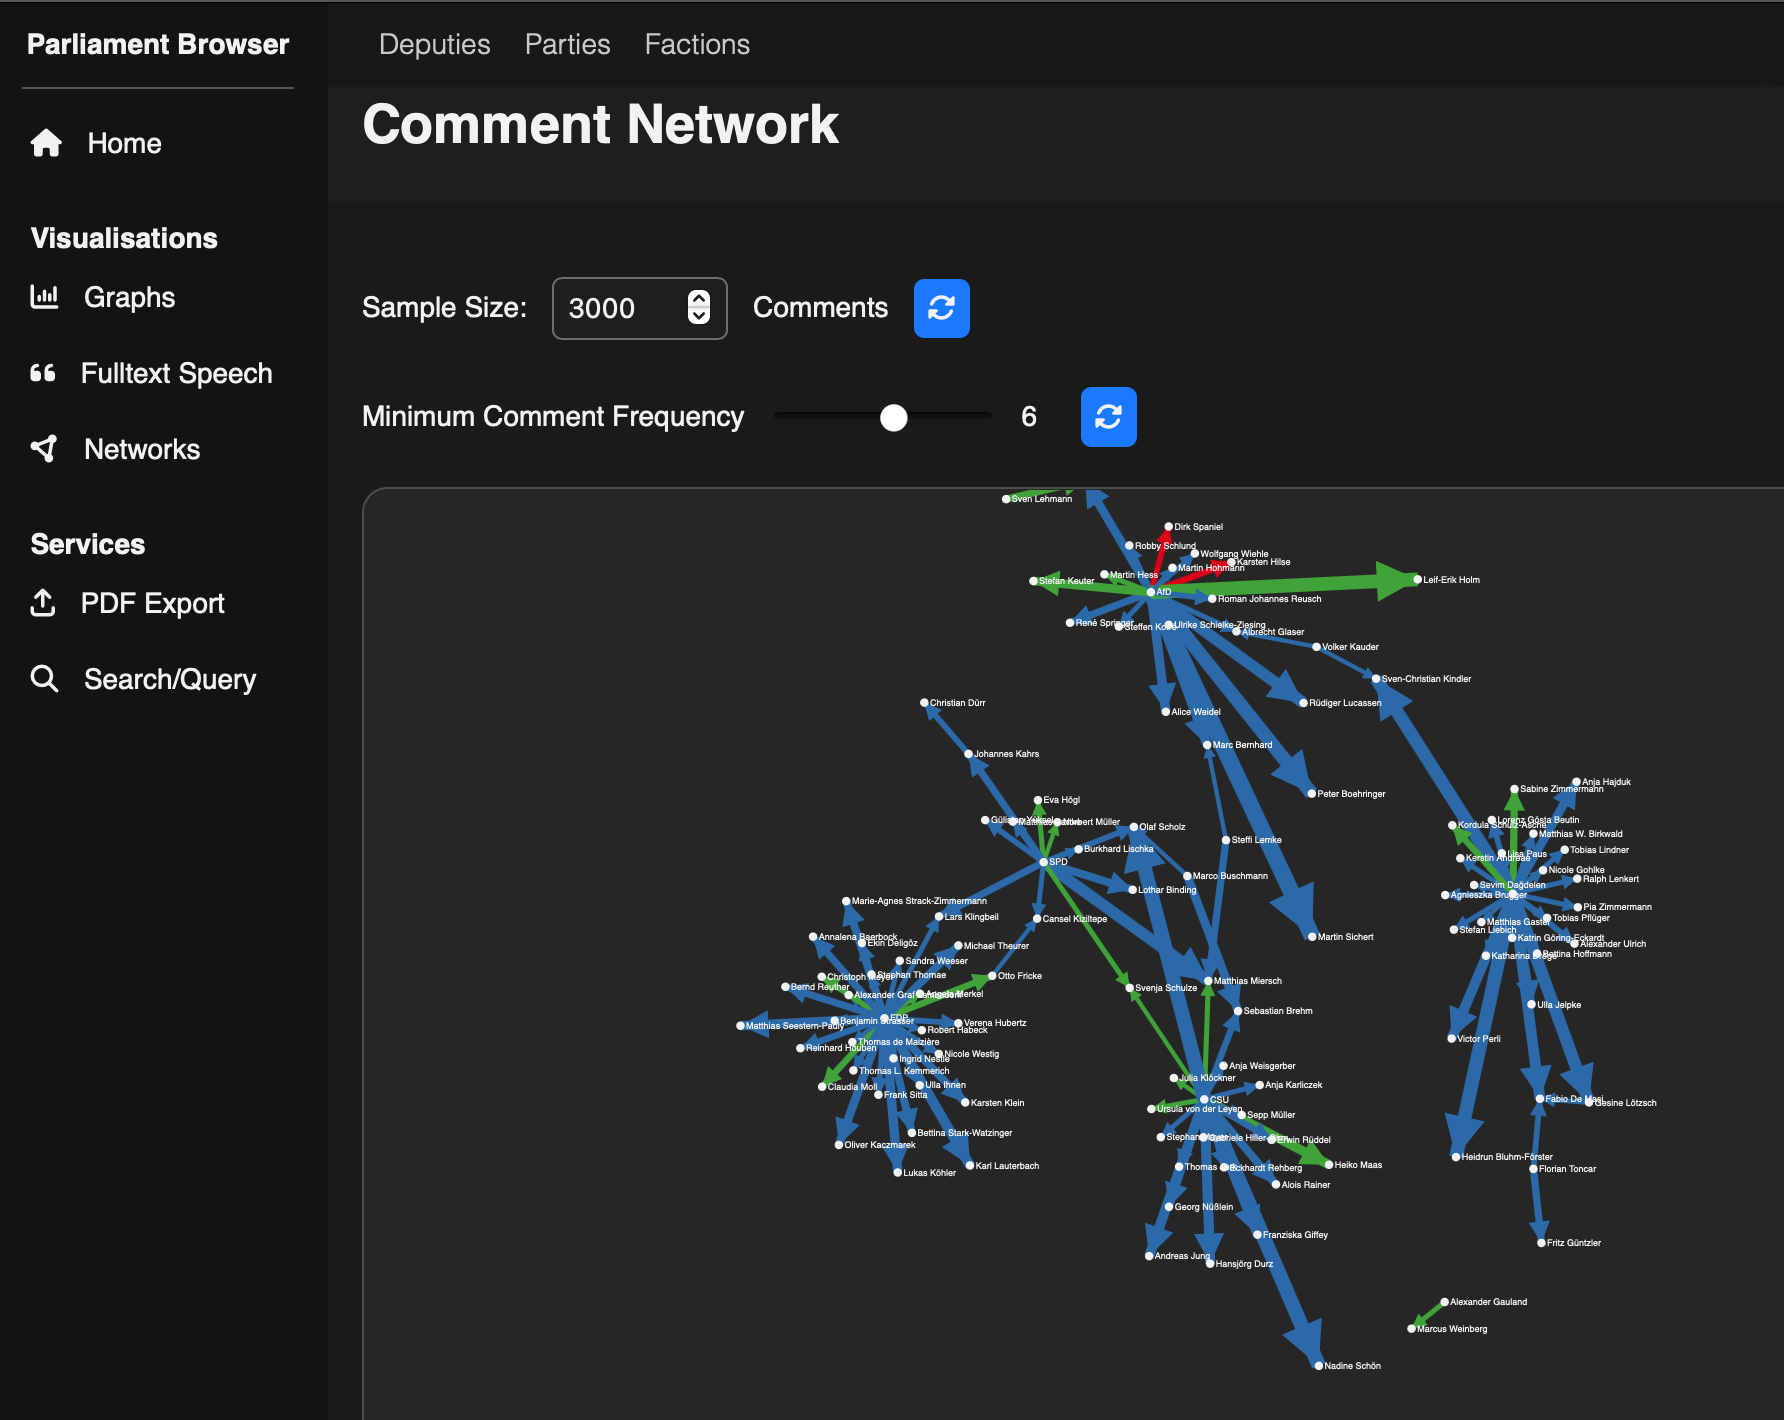 Parliament Browser
Deputies Parties Factions
Home
Visualisations
Graphs
Fulltext Speech
Networks
Services
PDF Export
Search/Query
Comment Network
Sample Size: 3000 Comments
Minimum Comment Frequency 6
Sven Lehmann
Dirk Spaniel
Robby Schlund
Wolfgang Wiehle
Karsten Hilse
Martin Hohmann
Martin Hess
Stefan Keuter
Leif-Erik Holm
AfD
Roman Johannes Reusch
René Springer
Steffen
Ulrike Schielke-Ziesing
Albrecht Glaser
Volker Kauder
Sven-Christian Kindler
Christian Dürr
Rüdiger Lucassen
Alice Weidel
Marc Bernhard
Johannes Kahrs
Peter Boehringer
Anja Hajduk
Sabine Zimmermann
Eva Högl
Norbert Müller
Olaf Scholz
Lorenz Gösta Beutin
Kordula Schulz-Asche
Matthias W. Birkwald
Steffi Lemke
Burkhard Lischka
Tobias Lindner
Lisa Paus
Kerstin Andreae
SPD
Nicole Gohlke
Marco Buschmann
Ralph Lenkert
Sevim Dağdelen
Lothar Binding
Agnieszka Brugger
Marie-Agnes Strack-Zimmermann
Pia Zimmermann
Lars Klingbeil
Cansel Kiziltepe
Tobias Pflüger
Matthias Gastel
Stefan Liebich
Annalena Baerbock
Martin Sichert
Katrin Göring-Eckardt
Ekin Deligöz
Michael Theurer
Alexander Ulrich
Bettina Hoffmann
Katharina Dröge
Sandra Weeser
Stephan Thomae
Christoph Meyer
Otto Fricke
Matthias Miersch
Bernd Reuther
Svenja Schulze
Alexander Graf
Angela Merkel
Ulla Jelpke
Sebastian Brehm
FDP
Benjamin Strasser
Matthias Seestern-Pauly
Verena Hubertz
Robert Habeck
Victor Perli
Thomas de Maizière
Reinhard Houben
Nicole Westig
Ingrid Nestle
Anja Weisgerber
Thomas L. Kemmerich
Julia Klöckner
Claudia Moll
Ulla Ihnen
Anja Karliczek
Frank Sitta
CSU
Fabio De Masi
Karsten Klein
Gesine Lötzsch
Ursula von der Leyen
Sepp Müller
Bettina Stark-Watzinger
Stephan
Erwin Rüddel
Oliver Kaczmarek
Heidrun Bluhm-Förster
Heiko Maas
Karl Lauterbach
Thomas
Eckhardt Rehberg
Florian Toncar
Lukas Köhler
Alois Rainer
Georg Nüßlein
Franziska Giffey
Fritz Güntzler
Andreas Jung
Hansjörg Durz
Alexander Gauland
Marcus Weinberg
Nadine Schön